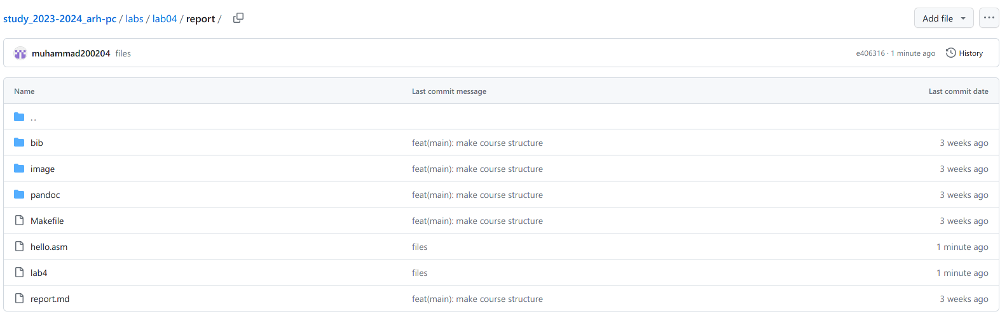 study_2023-2024_arh-pc / labs / lab04 / report /
Add file
muhammad200204 files
e406316 · 1 minute ago History
Name Last commit message Last commit date
..
bib feat(main): make course structure 3 weeks ago
image feat(main): make course structure 3 weeks ago
pandoc feat(main): make course structure 3 weeks ago
Makefile feat(main): make course structure 3 weeks ago
hello.asm files 1 minute ago
lab4 files 1 minute ago
report.md feat(main): make course structure 3 weeks ago